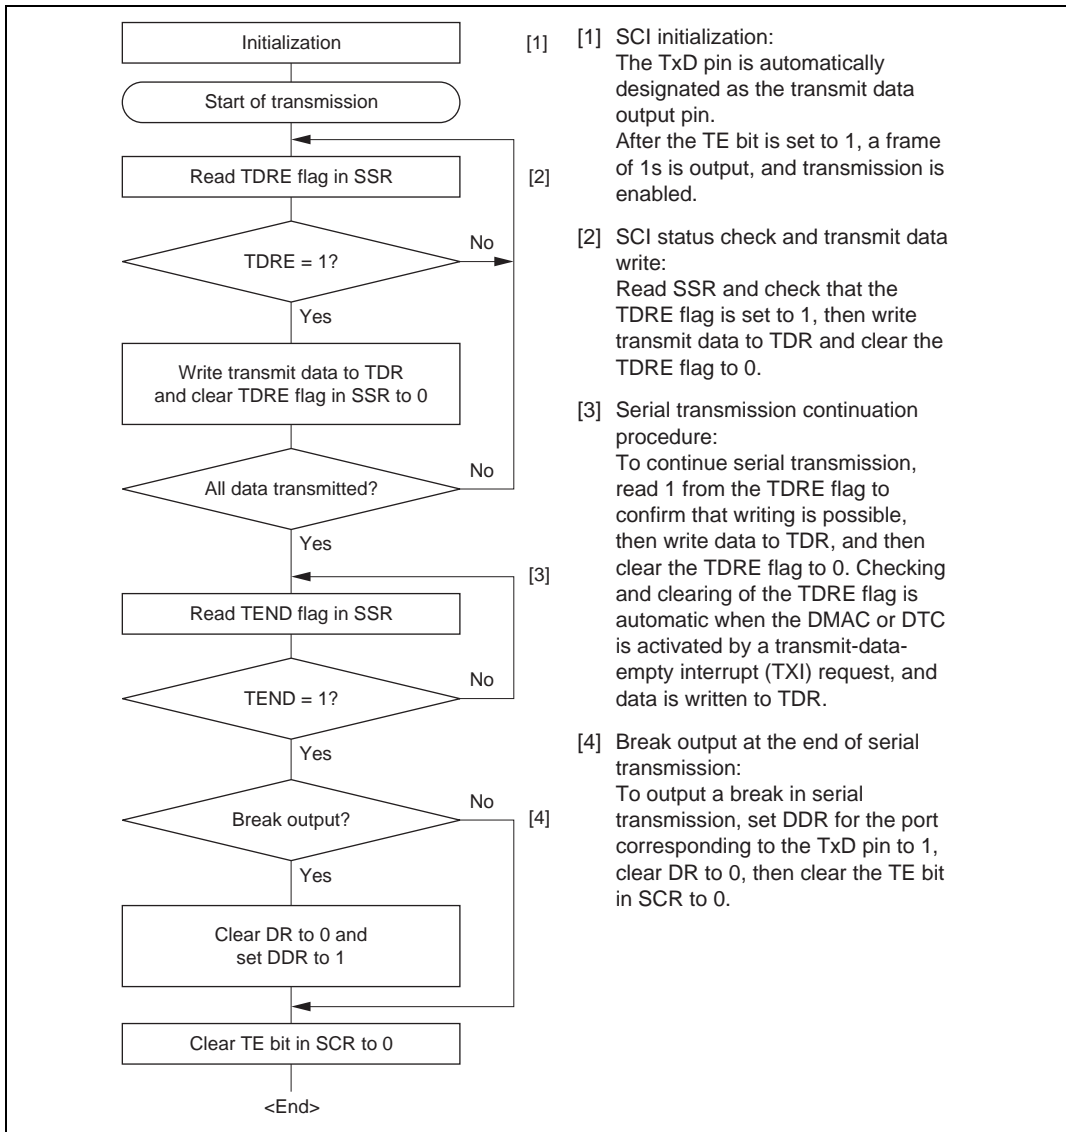 Initialization
[1]
Start of transmission
Read TDRE flag in SSR
[2]
TDRE = 1?
No
Yes
Write transmit data to TDR
and clear TDRE flag in SSR to 0
All data transmitted?
No
Yes
[3]
Read TEND flag in SSR
TEND = 1?
No
Yes
Break output?
No
[4]
Yes
Clear DR to 0 and
set DDR to 1
Clear TE bit in SCR to 0
<End>
[1] SCI initialization:
The TxD pin is automatically
designated as the transmit data
output pin.
After the TE bit is set to 1, a frame
of 1s is output, and transmission is
enabled.
[2] SCI status check and transmit data
write:
Read SSR and check that the
TDRE flag is set to 1, then write
transmit data to TDR and clear the
TDRE flag to 0.
[3] Serial transmission continuation
procedure:
To continue serial transmission,
read 1 from the TDRE flag to
confirm that writing is possible,
then write data to TDR, and then
clear the TDRE flag to 0. Checking
and clearing of the TDRE flag is
automatic when the DMAC or DTC
is activated by a transmit-data-
empty interrupt (TXI) request, and
data is written to TDR.
[4] Break output at the end of serial
transmission:
To output a break in serial
transmission, set DDR for the port
corresponding to the TxD pin to 1,
clear DR to 0, then clear the TE bit
in SCR to 0.